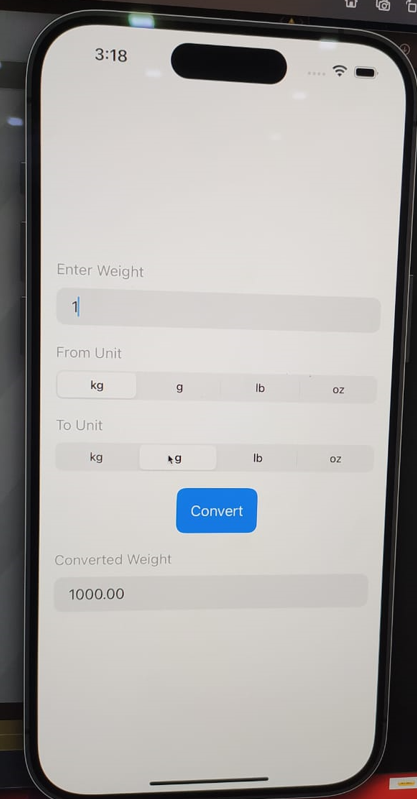 3:18
Enter Weight
1
From Unit
kg g lb oz
To Unit
kg g lb oz
Convert
Converted Weight
1000.00